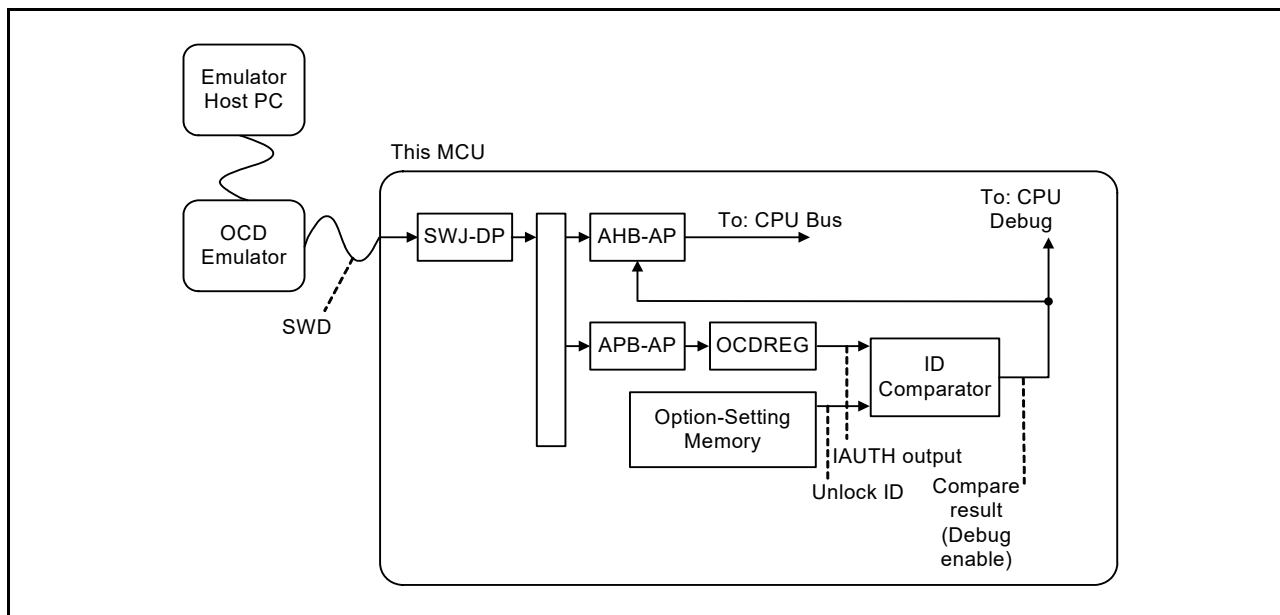 Emulator
Host PC
This MCU
To: CPU
Debug
OCD
Emulator
SWJ-DP
AHB-AP
To: CPU Bus
SWD
APB-AP
OCDREG
ID
Comparator
Option-Setting
Memory
IAUTH output
Unlock ID
Compare
result
(Debug
enable)